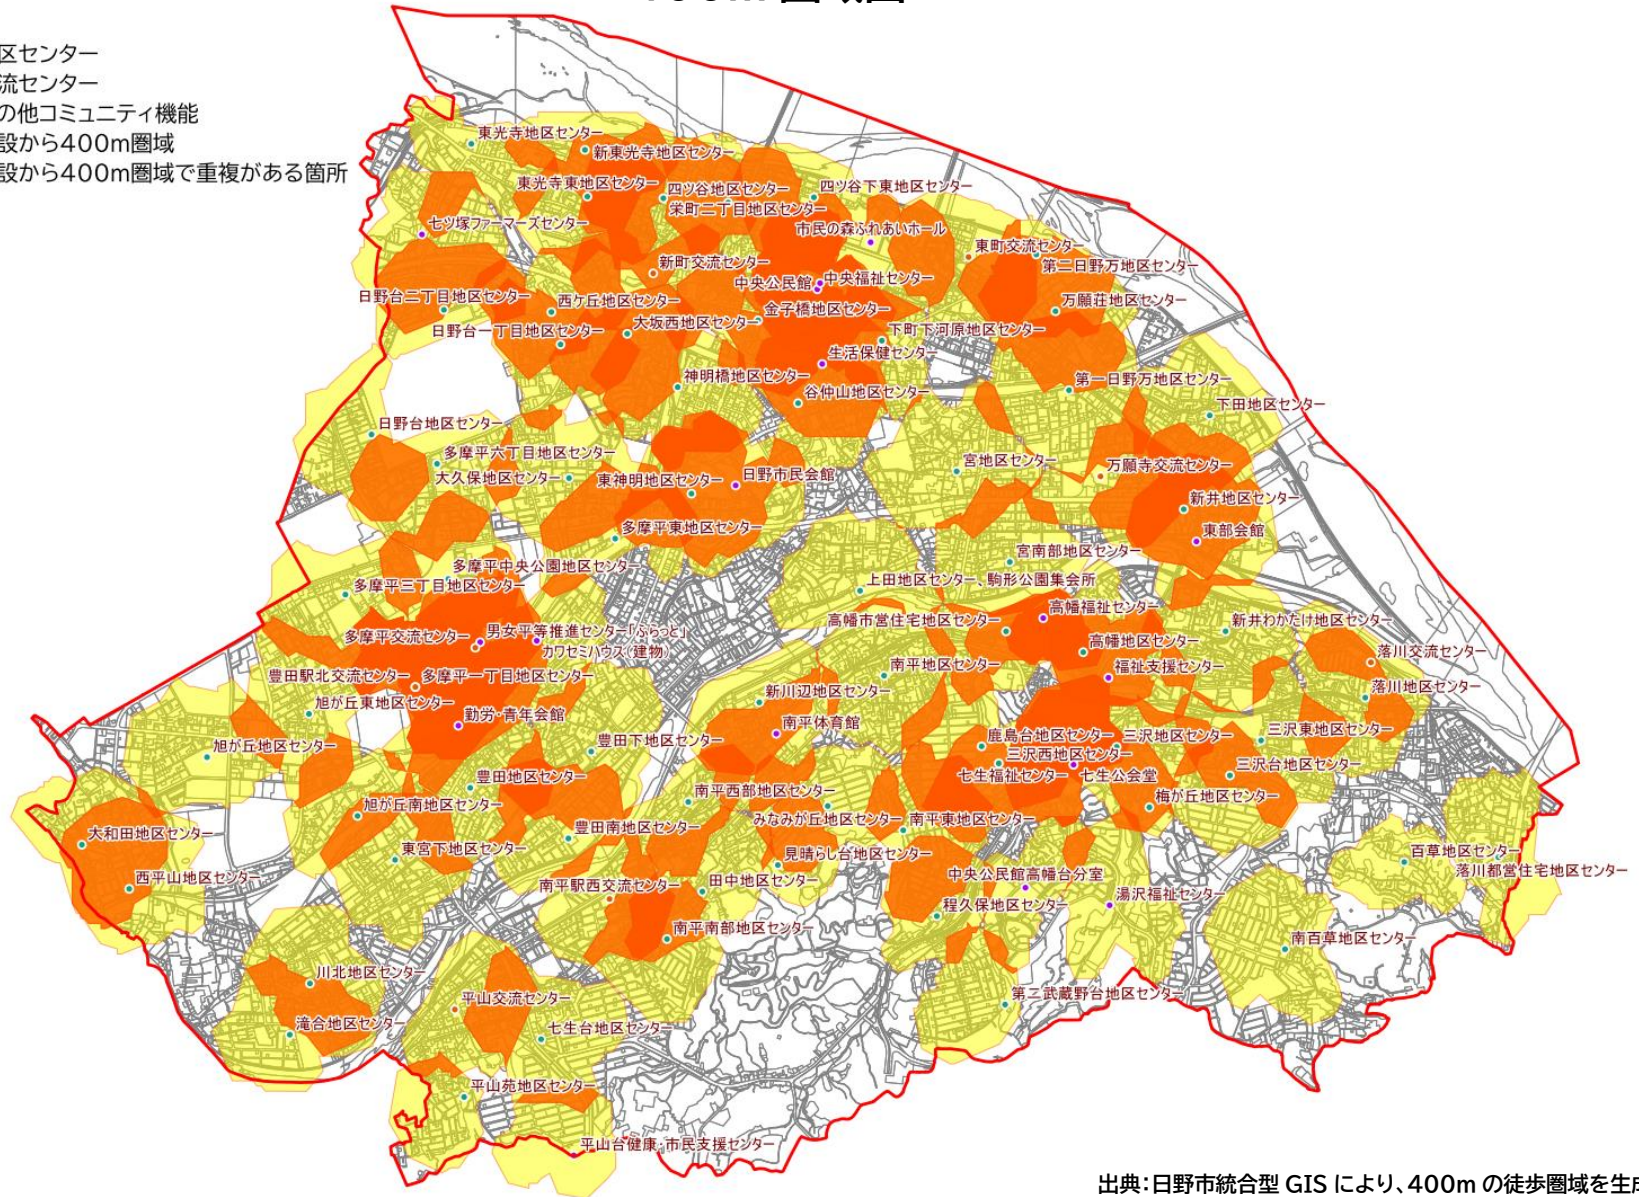 区センター
流センター
の他コミュニティ機能
設から400m圏域
設から400m圏域で重複がある箇所
東光寺地区センター
新東光寺地区センター
東光寺東地区センター
四ツ谷地区センター
四ツ谷下東地区センター
栄町二丁目地区センター
七ツ塚ファーマーズセンター
市民の森ふれあいホール
東町交流センター
新町交流センター
第二日野万地区センター
中央公民館
中央福祉センター
日野台二丁目地区センター
西ケ丘地区センター
万願荘地区センター
金子橋地区センター
日野台一丁目地区センター
大坂西地区センター
下町下河原地区センター
生活保健センター
神明橋地区センター
第一日野万地区センター
谷仲山地区センター
下田地区センター
日野台地区センター
多摩平六丁目地区センター
宮地区センター
万願寺交流センター
大久保地区センター
東神明地区センター
日野市民会館
新井地区センター
多摩平東地区センター
東部会館
宮南部地区センター
多摩平中央公園地区センター
上田地区センター、駒形公園集会所
多摩平三丁目地区センター
高幡福祉センター
高幡市営住宅地区センター
新井わかたけ地区センター
多摩平交流センター
男女平等推進センター「ふらっと」
高幡地区センター
カワセミハウス(建物)
落川交流センター
南平地区センター
福祉支援センター
豊田駅北交流センター
多摩平一丁目地区センター
新川辺地区センター
落川地区センター
旭が丘東地区センター
勤労・青年会館
南平体育館
三沢東地区センター
鹿島台地区センター
三沢地区センター
旭が丘地区センター
豊田下地区センター
三沢西地区センター
三沢台地区センター
豊田地区センター
七生福祉センター
七生公会堂
南平西部地区センター
梅が丘地区センター
旭が丘南地区センター
みなみが丘地区センター
南平東地区センター
大和田地区センター
豊田南地区センター
東宮下地区センター
見晴らし台地区センター
百草地区センター
西平山地区センター
南平駅西交流センター
田中地区センター
中央公民館高幡台分室
落川都営住宅地区センター
湯沢福祉センター
程久保地区センター
南平南部地区センター
南百草地区センター
川北地区センター
平山交流センター
第二武蔵野台地区センター
滝合地区センター
七生台地区センター
平山苑地区センター
平山台健康・市民支援センター
出典：日野市統合型 GIS により、400m の徒歩圏域を生成